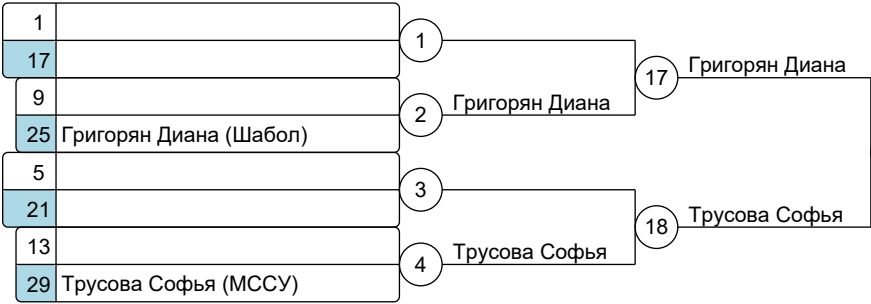 1
17
1
9
25 Григорян Диана (Шабол)
2
Григорян Диана
17
Григорян Диана
5
21
3
13
29 Трусова Софья (МССУ)
4
Трусова Софья
18
Трусова Софья